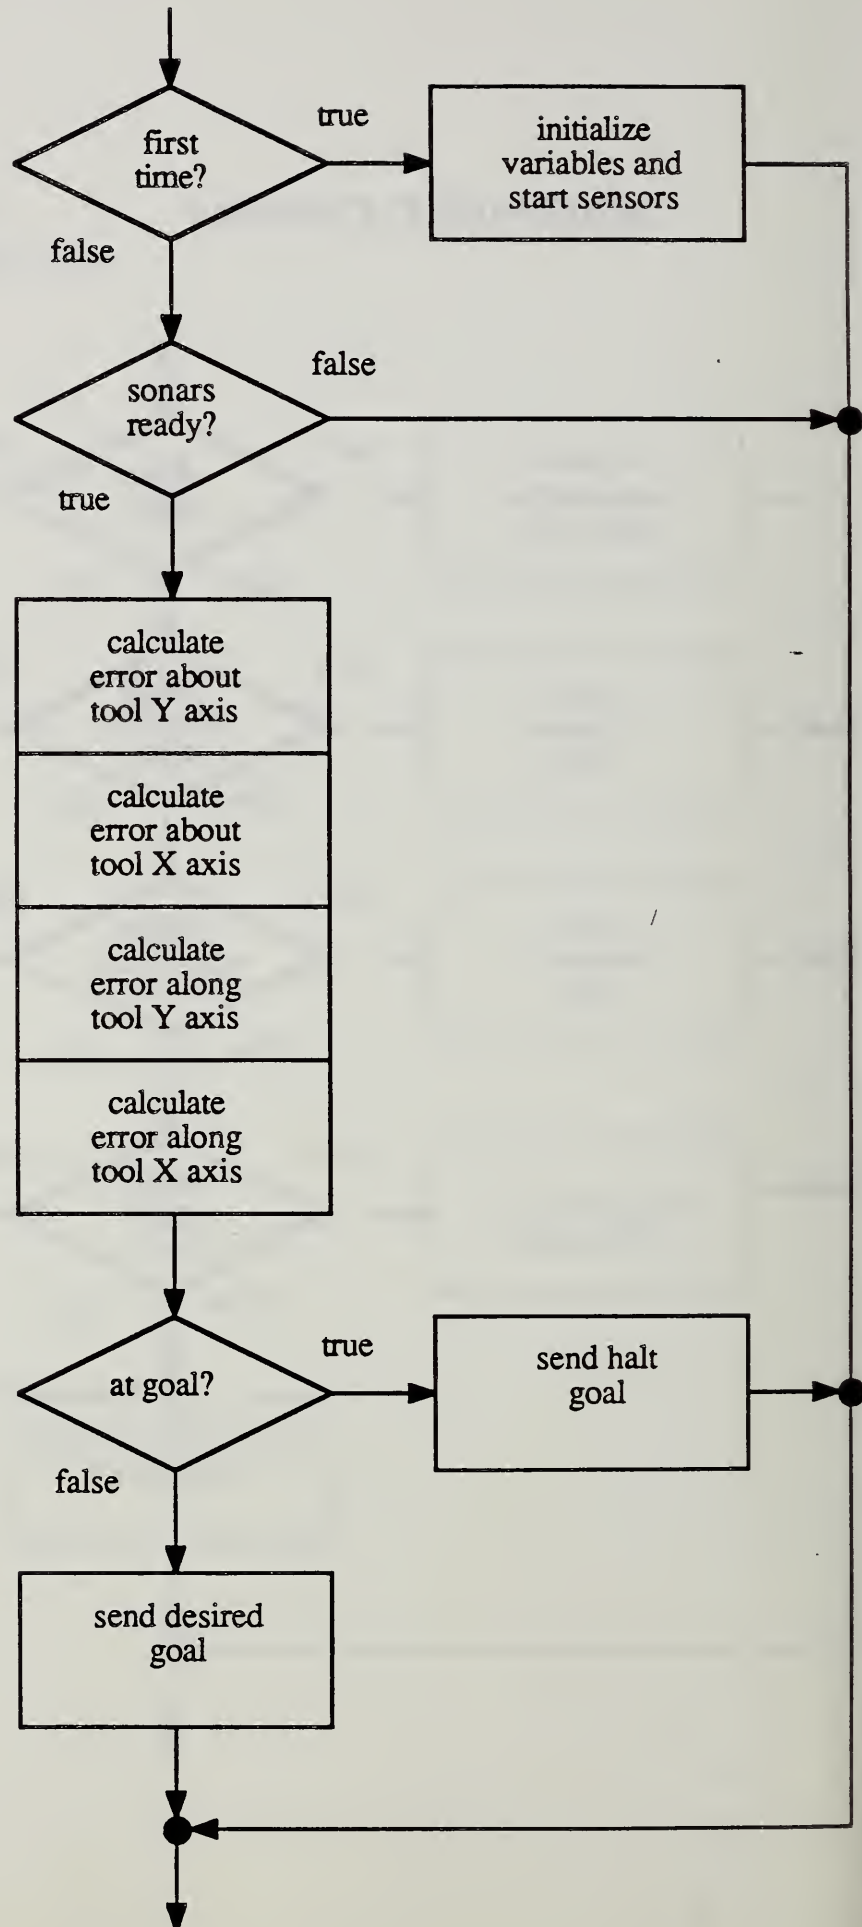 first
time?
true
initialize
variables and
start sensors
false
sonars
ready?
false
true
calculate
error about
tool Y axis
calculate
error about
tool X axis
calculate
error along
tool Y axis
calculate
error along
tool X axis
at goal?
true
send halt
goal
false
send desired
goal